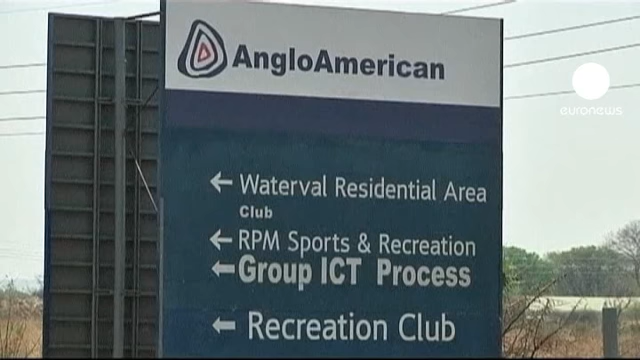 AngloAmerican
euronews
Waterval Residential Area
Club
RPM Sports & Recreation
Group ICT Process
Recreation Club